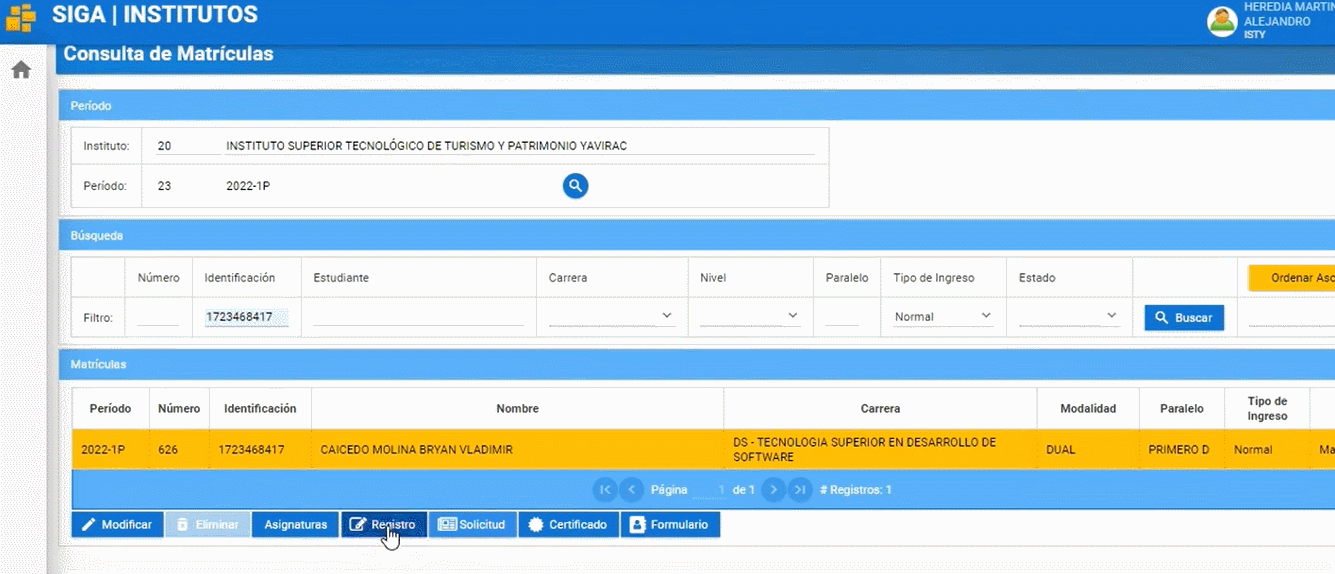 SIGA | INSTITUTOS
HEREDIA MARTIN
ALEJANDRO
ISTY
Consulta de Matrículas
Período
Instituto: 20 INSTITUTO SUPERIOR TECNOLÓGICO DE TURISMO Y PATRIMONIO YAVIRAC
Período: 23 2022-1P
Búsqueda
Número Identificación Estudiante Carrera Nivel Paralelo Tipo de Ingreso Estado Ordenar Asc
Filtro: 1723468417 Normal Buscar
Matrículas
Período Número Identificación Nombre Carrera Modalidad Paralelo Tipo de
Ingreso
2022-1P 626 1723468417 CAICEDO MOLINA BRYAN VLADIMIR DS - TECNOLOGIA SUPERIOR EN DESARROLLO DE
SOFTWARE DUAL PRIMERO D Normal Ma
Página 1 de 1 # Registros: 1
Modificar Eliminar Asignaturas Registro Solicitud Certificado Formulario